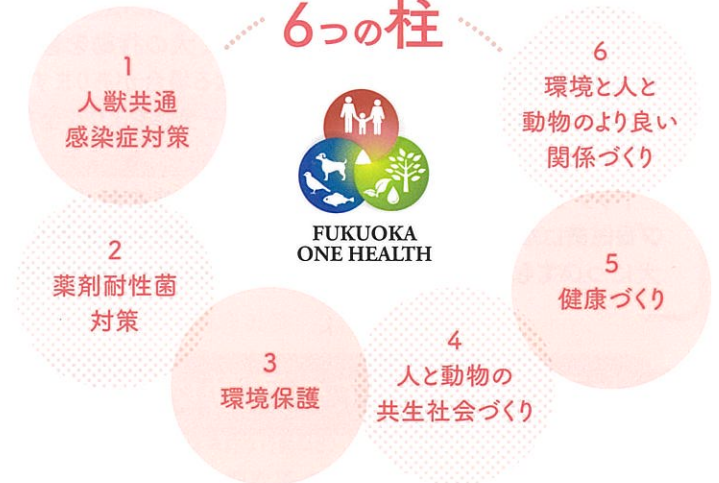 6つの柱
1
人獣共通
感染症対策
2
薬剤耐性菌
対策
3
環境保護
4
人と動物の
共生社会づくり
5
健康づくり
6
環境と人と
動物のより良い
関係づくり
FUKUOKA
ONE HEALTH